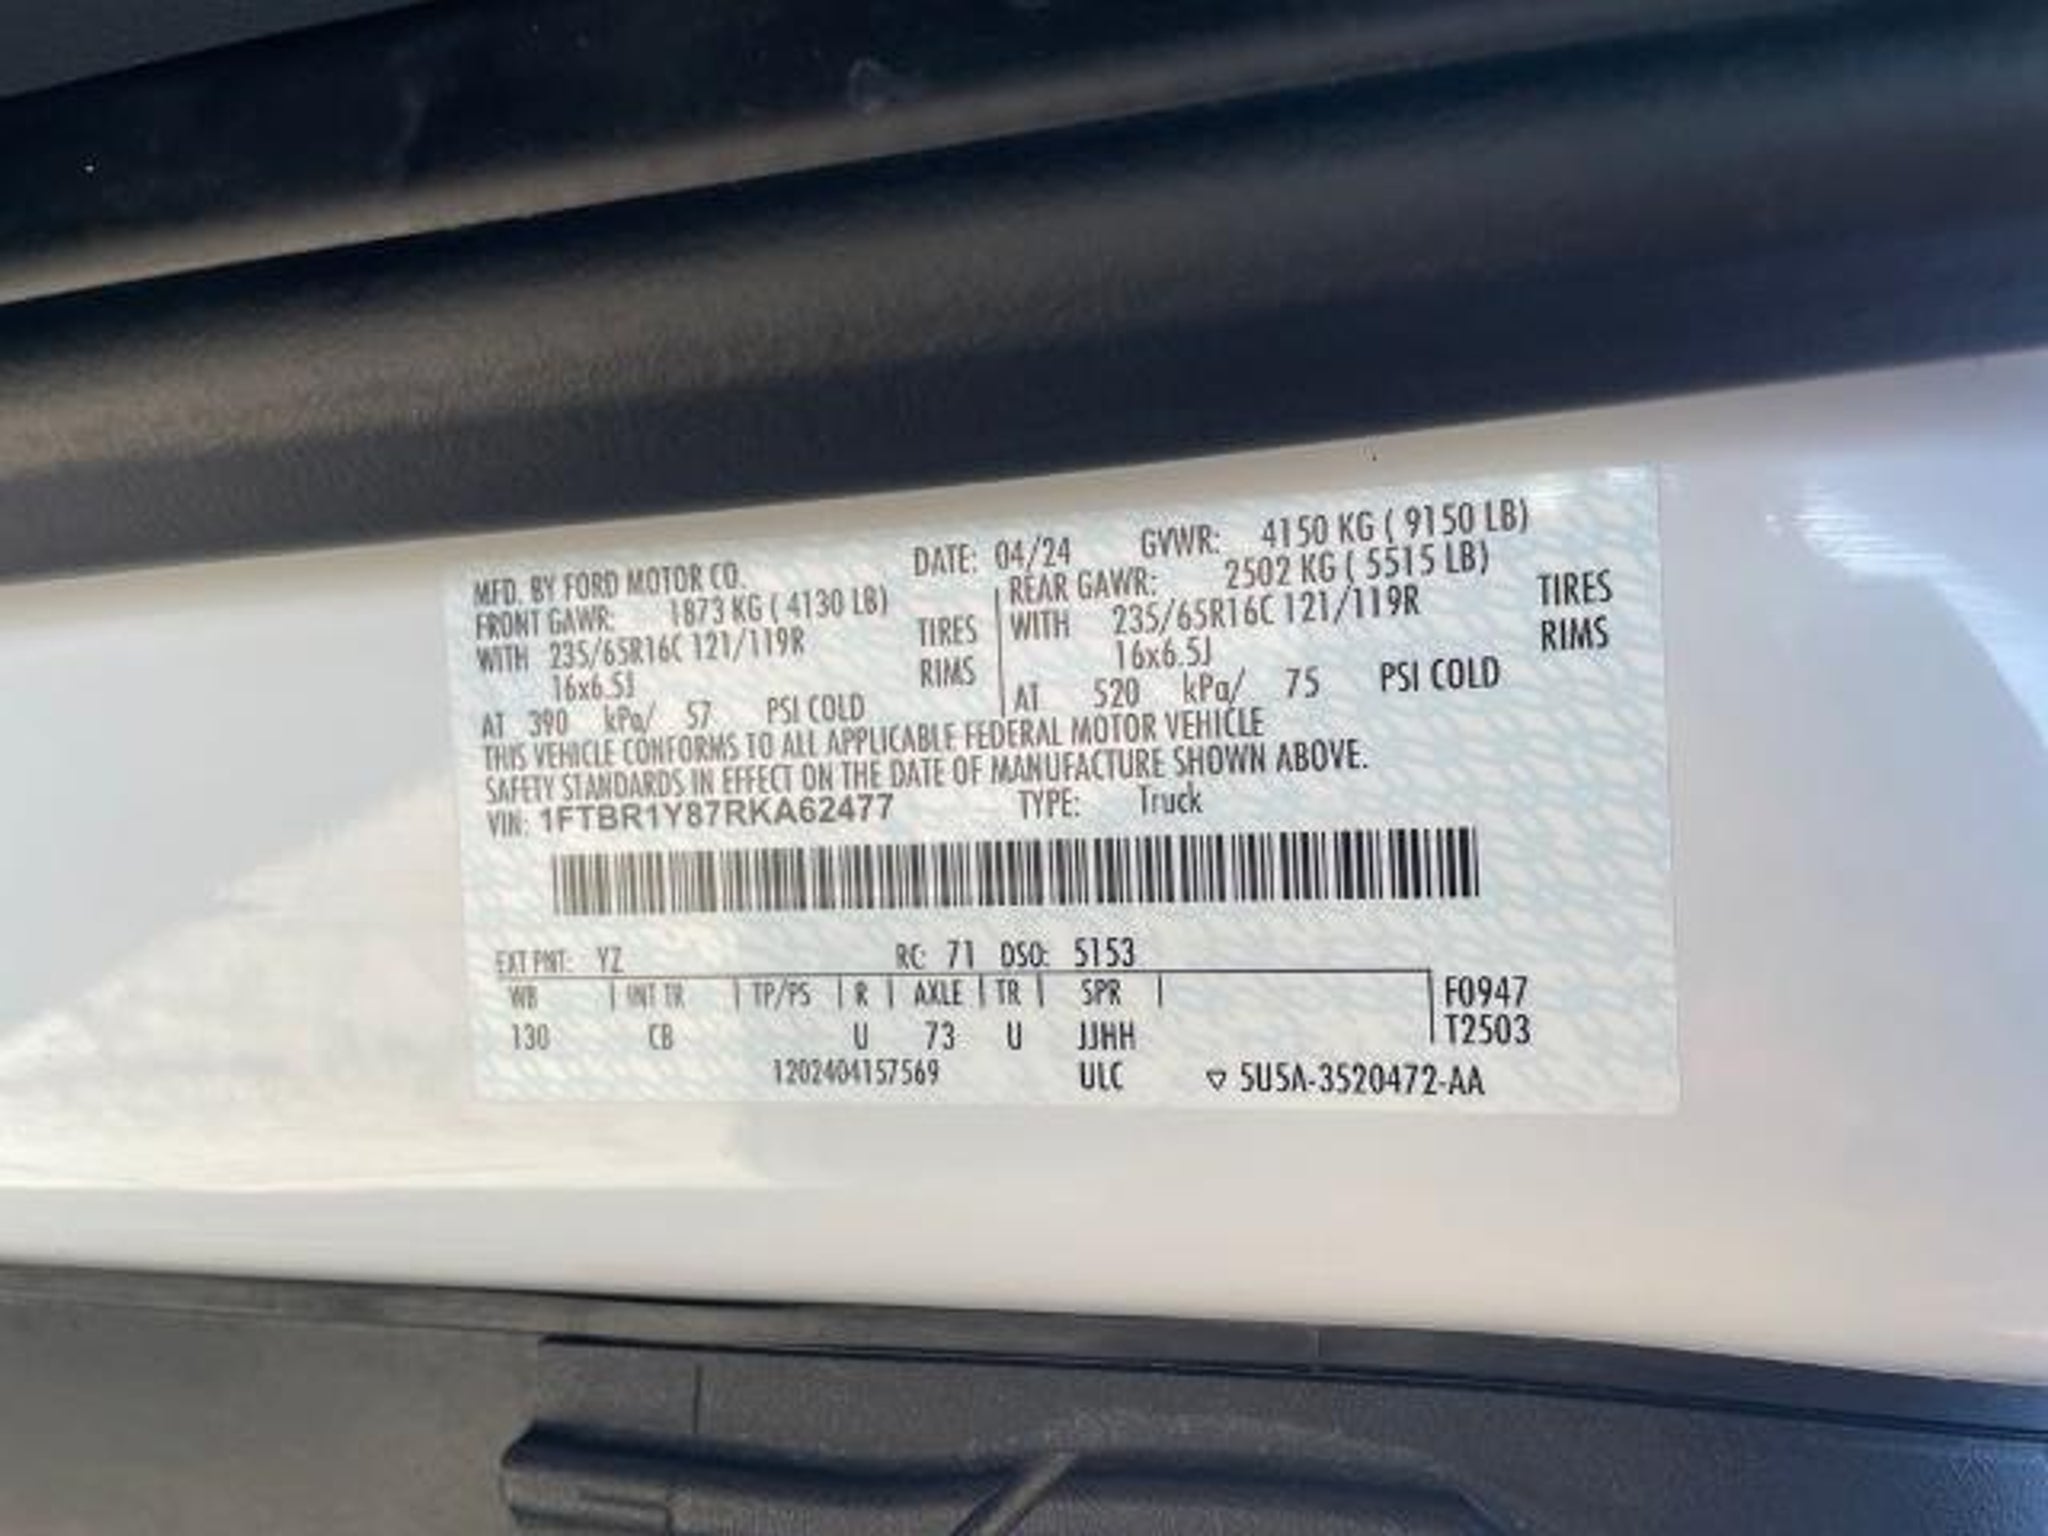 MFD. BY FORD MOTOR CO. DATE: 04/24 GVWR: 4150 KG ( 9150 LB)
FRONT GAWR: 1873 KG ( 4130 LB) REAR GAWR: 2502 KG ( 5515 LB)
WITH 235/65R16C 121/119R TIRES WITH 235/65R16C 121/119R TIRES
16x6.5J RIMS 16x6.5J RIMS
AT 390 kPa/ 57 PSI COLD AT 520 kPa/ 75 PSI COLD
THIS VEHICLE CONFORMS TO ALL APPLICABLE FEDERAL MOTOR VEHICLE
SAFETY STANDARDS IN EFFECT ON THE DATE OF MANUFACTURE SHOWN ABOVE.
VIN: 1FTBR1Y87RKA62477 TYPE: Truck
EXT PNT: YZ RC: 71 DSO: 5153
WB | INT TR | TP/PS | R | AXLE | TR | SPR | F0947
130 CB U 73 U JJHH T2503
1202404157569 ULC ▽ 5U5A-3520472-AA